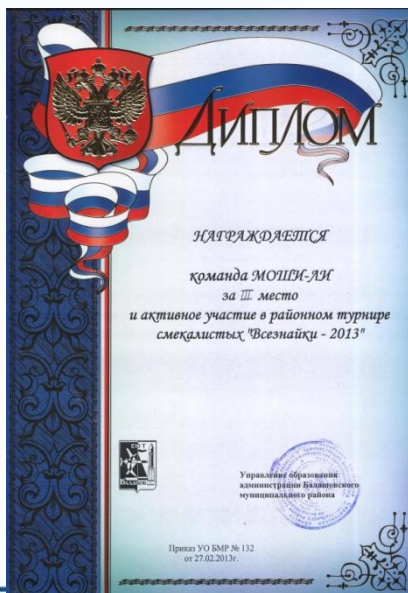 ДИПЛОМ
НАГРАЖДАЕТСЯ
команда МОШИ-ЛИ
за III место
и активное участие в районном турнире
смекалистых "Всезнайки - 2013"
Управление образования
администрации Балашовского
муниципального района
Приказ УО БМР № 132
от 27.02.2013г.